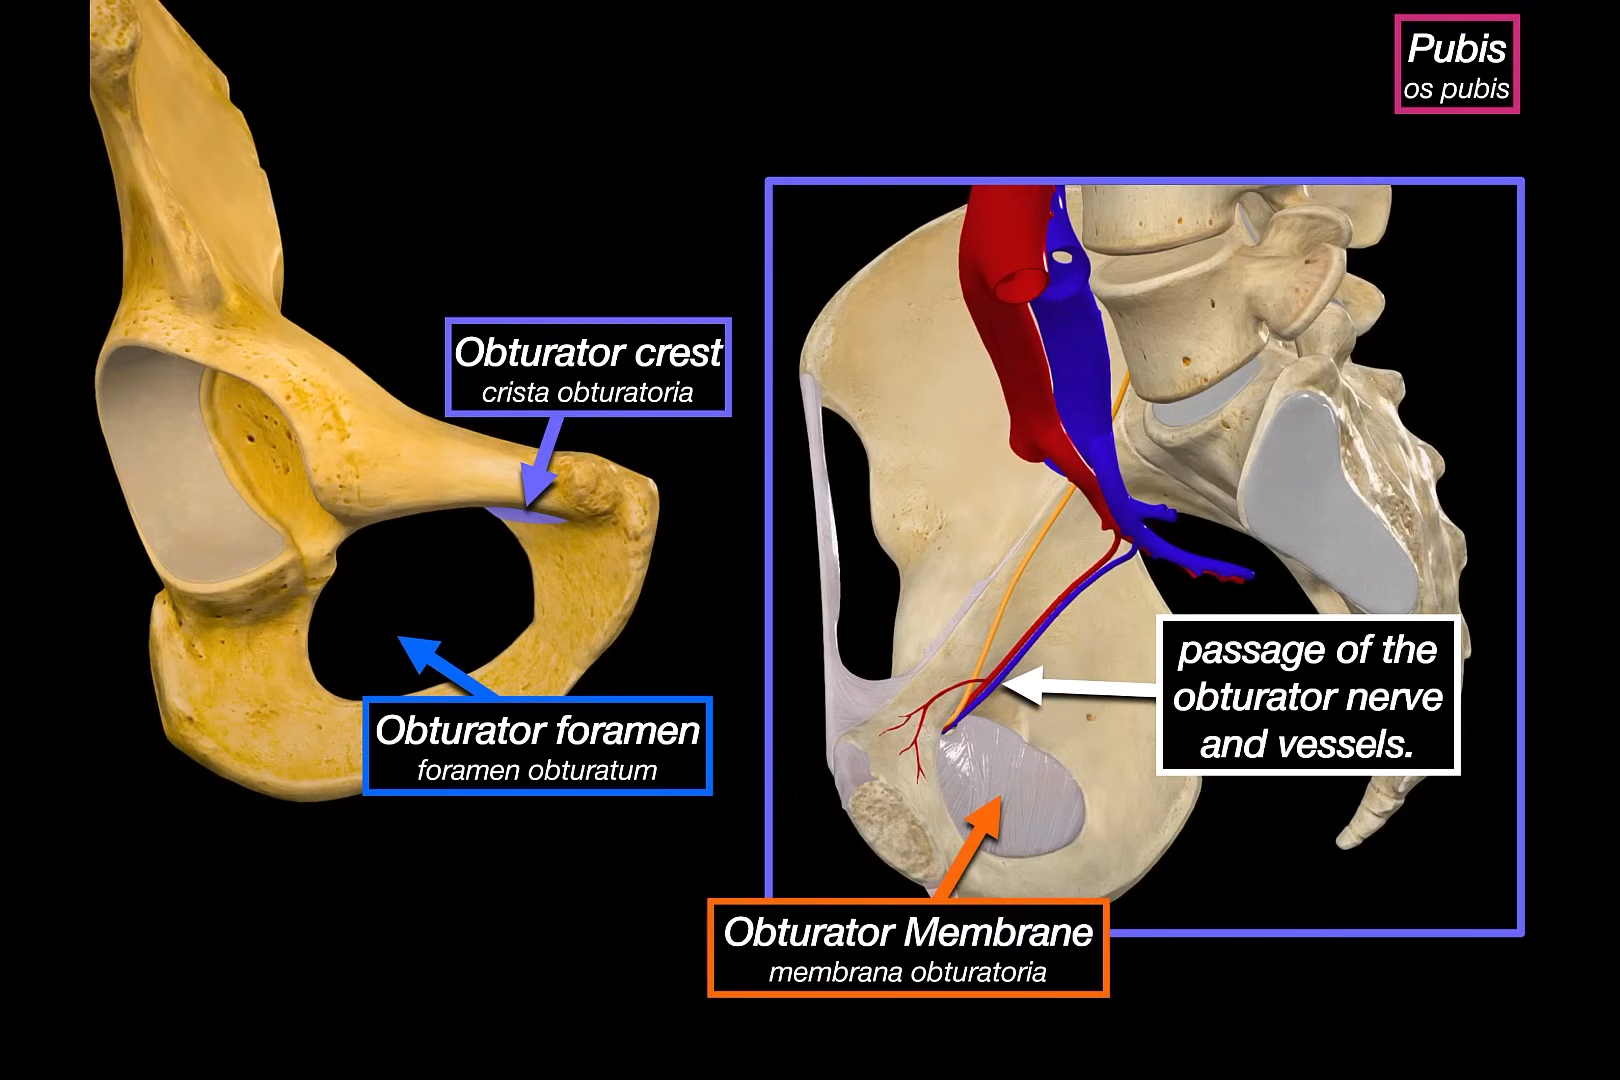 Pubis
os pubis
Obturator crest
crista obturatoria
passage of the
obturator nerve
and vessels.
Obturator foramen
foramen obturatum
Obturator Membrane
membrana obturatoria